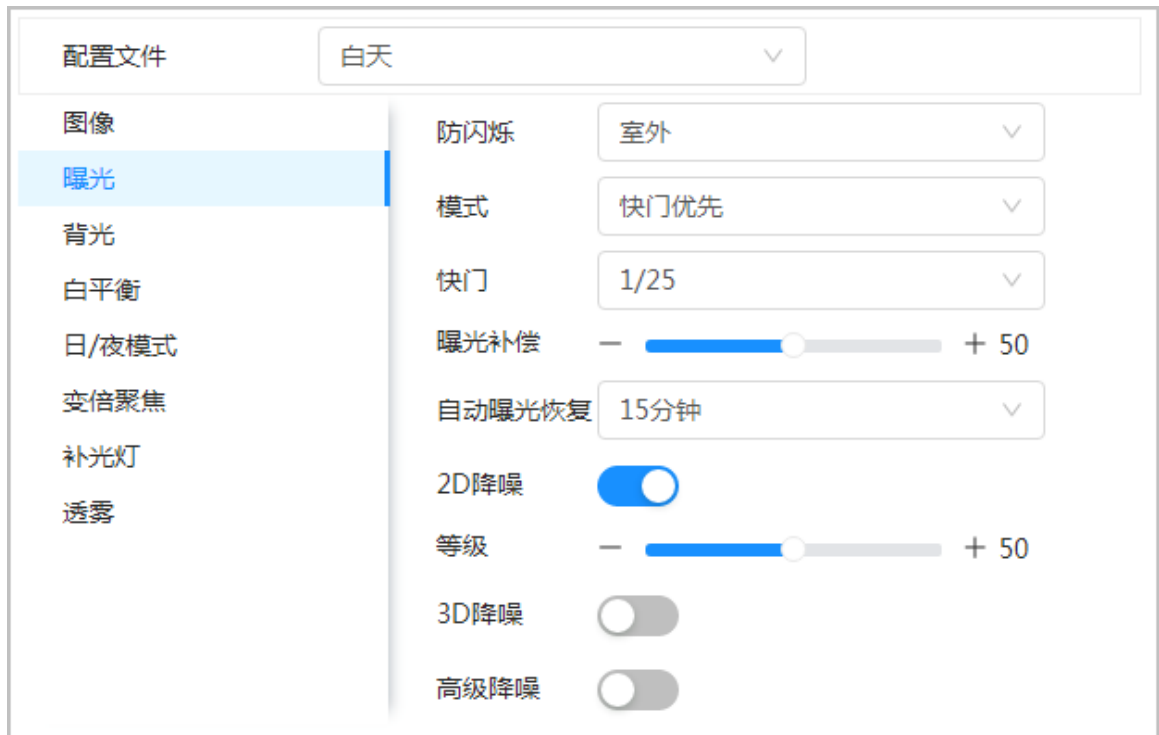 配置文件 白天
图像
曝光
背光
白平衡
日/夜模式
变倍聚焦
补光灯
透雾
防闪烁 室外
模式 快门优先
快门 1/25
曝光补偿 － ＋ 50
自动曝光恢复 15分钟
2D降噪
等级 － ＋ 50
3D降噪
高级降噪